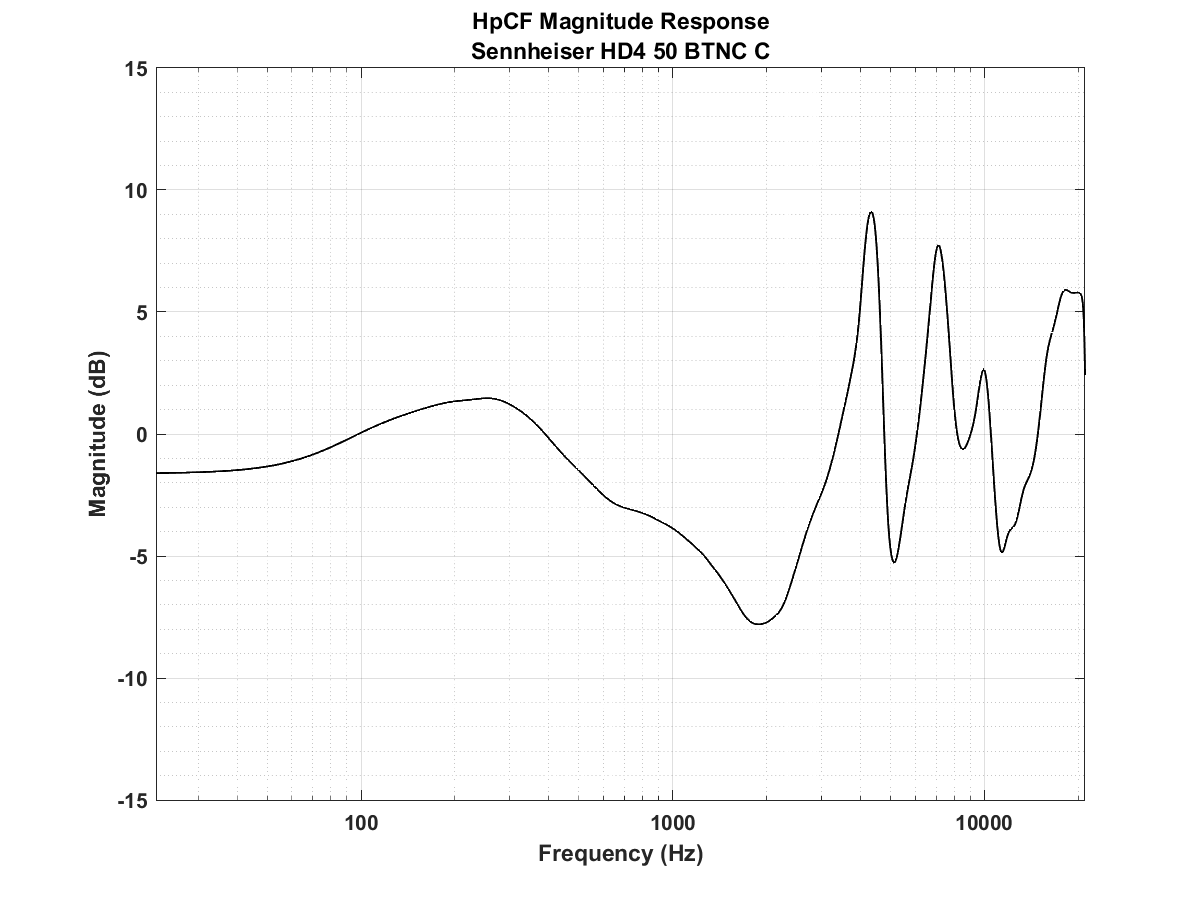 HpCF Magnitude Response
Sennheiser HD4 50 BTNC C
15
10
5
0
-5
-10
-15
Magnitude (dB)
100
1000
10000
Frequency (Hz)